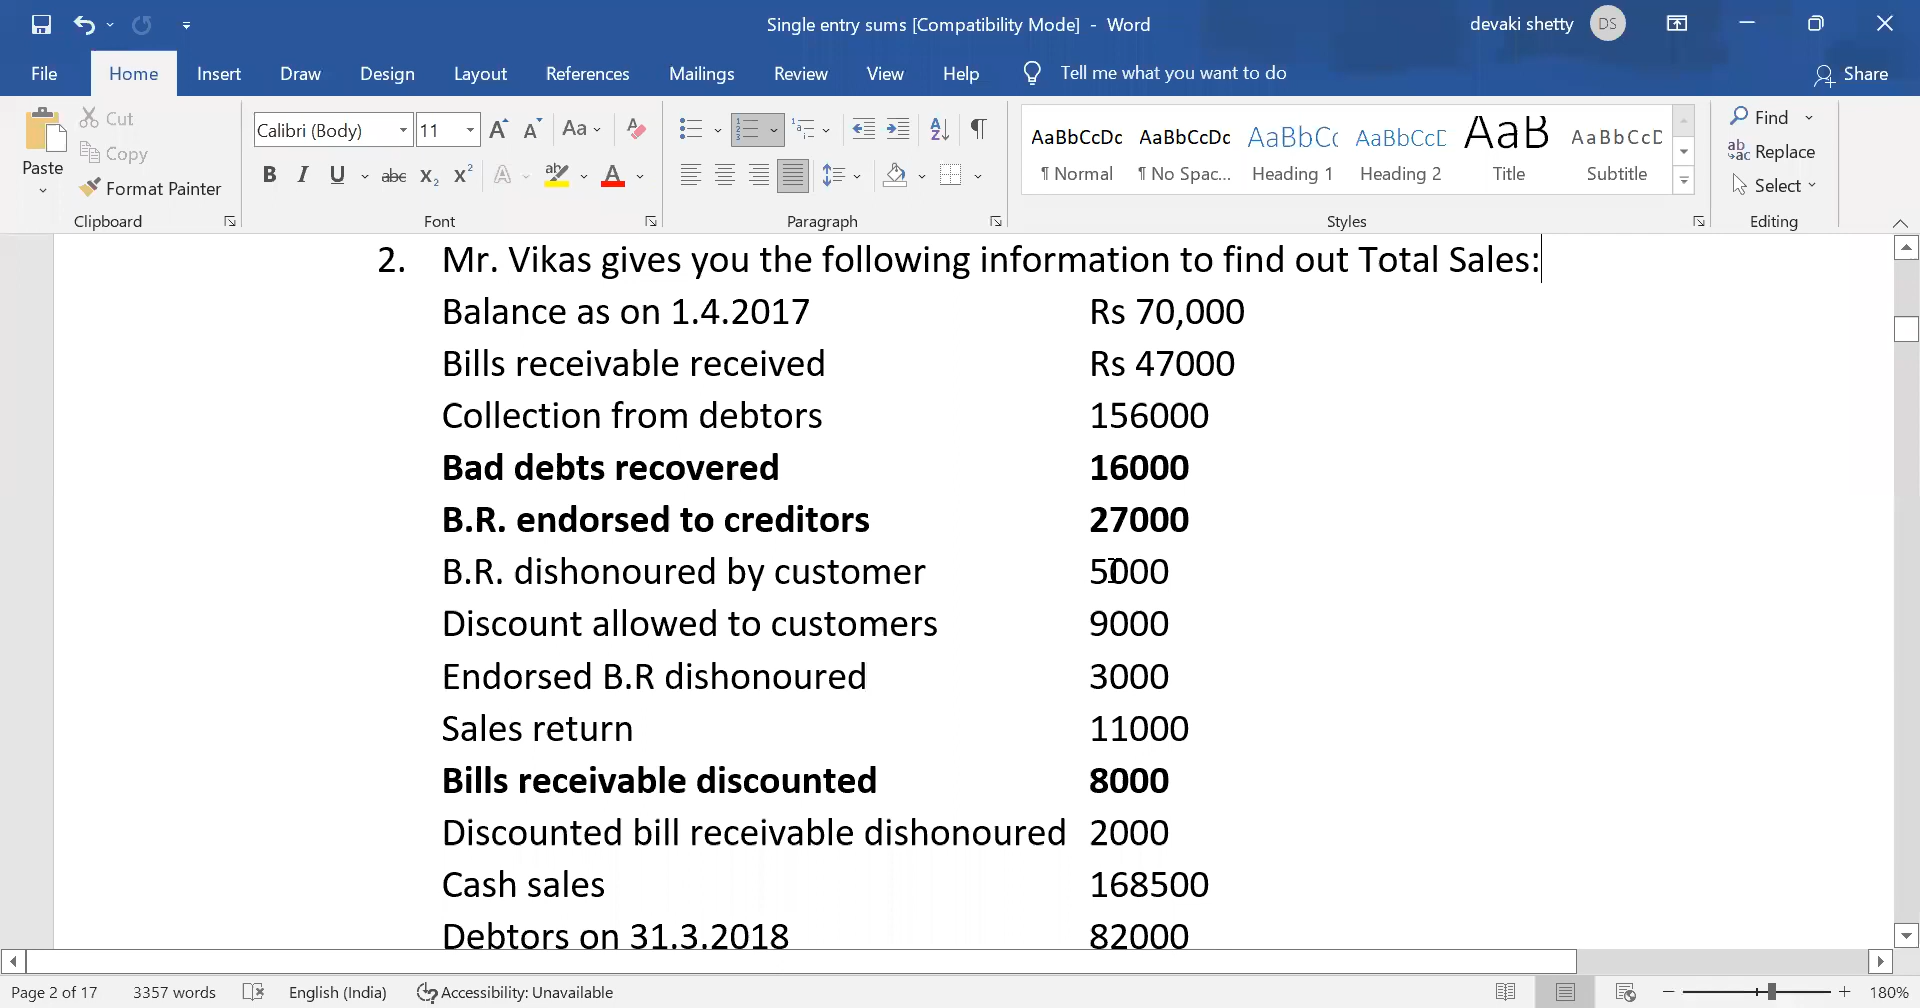 Single entry sums [Compatibility Mode] - Word
devaki shetty DS
File Home Insert Draw Design Layout References Mailings Review View Help Tell me what you want to do Share
Paste
Cut
Copy
Format Painter
Clipboard
Calibri (Body) 11
Font
Paragraph
AaBbCcDc AaBbCcDc AaBbCc AaBbCcD AaB AaBbCcD
¶ Normal ¶ No Spac... Heading 1 Heading 2 Title Subtitle
Styles
Find
Replace
Select
Editing
2. Mr. Vikas gives you the following information to find out Total Sales:
Balance as on 1.4.2017 Rs 70,000
Bills receivable received Rs 47000
Collection from debtors 156000
Bad debts recovered 16000
B.R. endorsed to creditors 27000
B.R. dishonoured by customer 5000
Discount allowed to customers 9000
Endorsed B.R dishonoured 3000
Sales return 11000
Bills receivable discounted 8000
Discounted bill receivable dishonoured 2000
Cash sales 168500
Debtors on 31.3.2018 82000
Page 2 of 17 3357 words English (India) Accessibility: Unavailable 180%